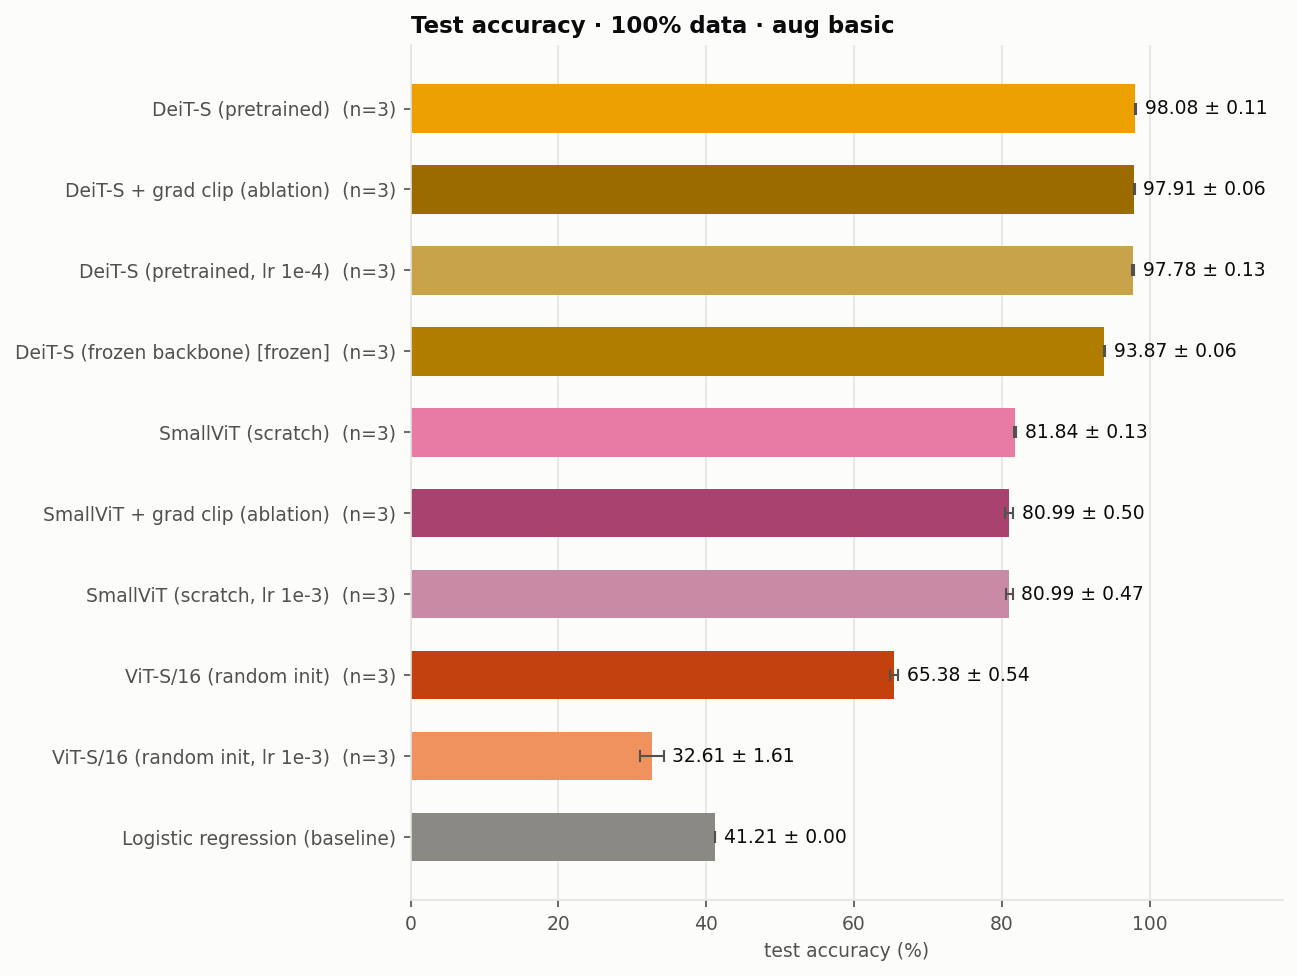 Test accuracy · 100% data · aug basic
DeiT-S (pretrained) (n=3) 98.08 ± 0.11
DeiT-S + grad clip (ablation) (n=3) 97.91 ± 0.06
DeiT-S (pretrained, lr 1e-4) (n=3) 97.78 ± 0.13
DeiT-S (frozen backbone) [frozen] (n=3) 93.87 ± 0.06
SmallViT (scratch) (n=3) 81.84 ± 0.13
SmallViT + grad clip (ablation) (n=3) 80.99 ± 0.50
SmallViT (scratch, lr 1e-3) (n=3) 80.99 ± 0.47
ViT-S/16 (random init) (n=3) 65.38 ± 0.54
ViT-S/16 (random init, lr 1e-3) (n=3) 32.61 ± 1.61
Logistic regression (baseline) 41.21 ± 0.00
0 20 40 60 80 100
test accuracy (%)